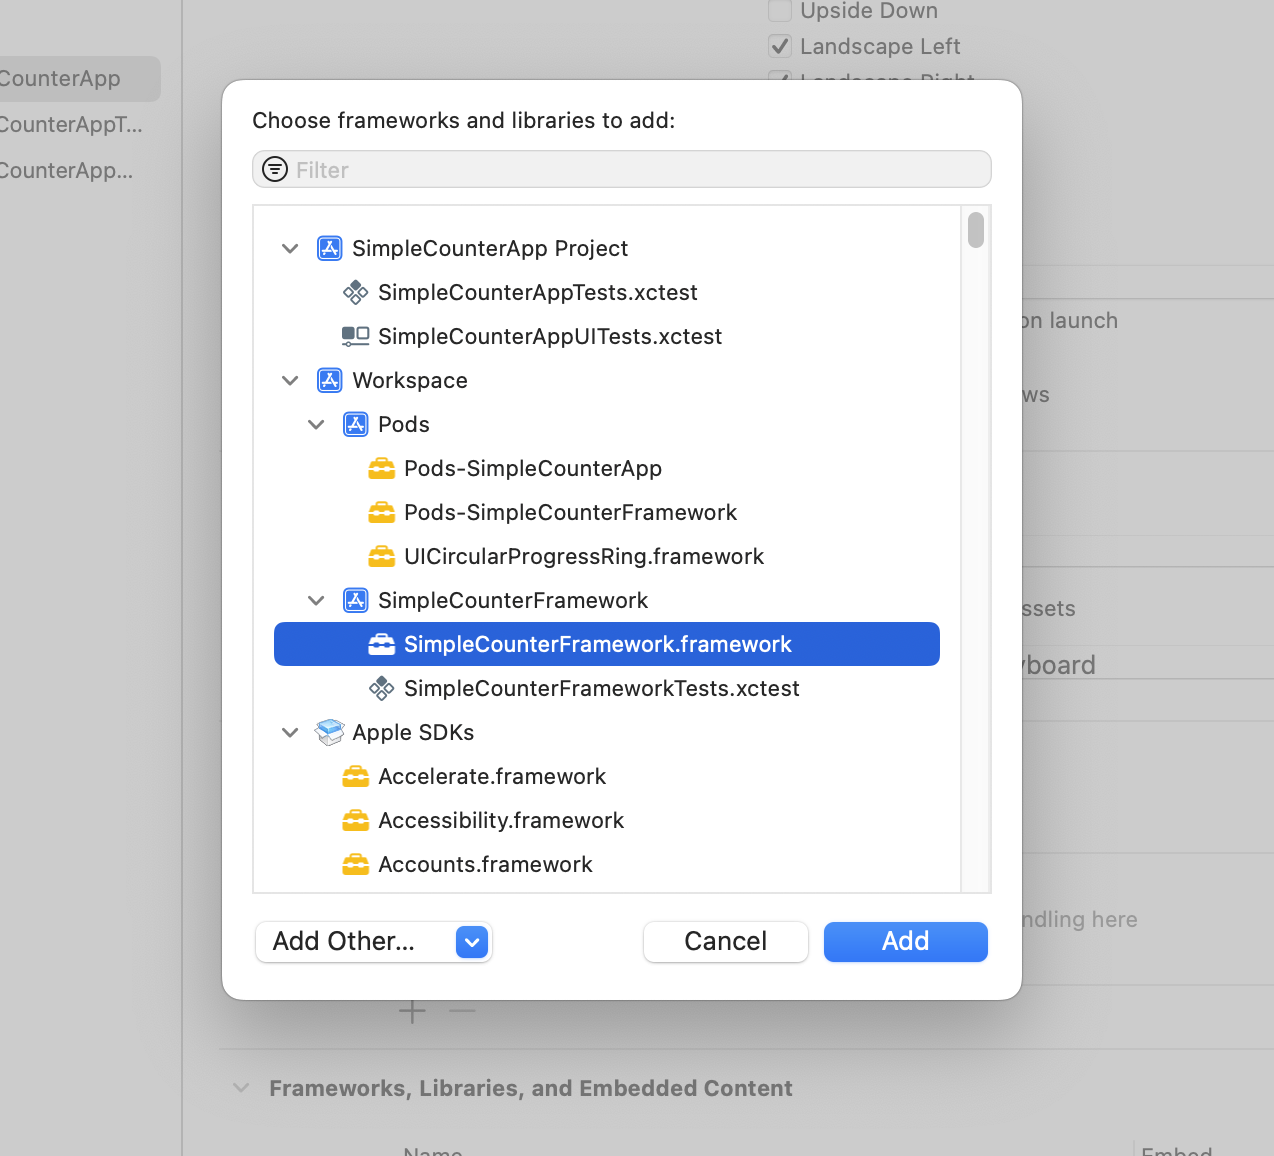 Upside Down
Landscape Left
Landscape Right
CounterApp
CounterAppT...
CounterApp...
Choose frameworks and libraries to add:
Filter
SimpleCounterApp Project
SimpleCounterAppTests.xctest
SimpleCounterAppUITests.xctest
Workspace
Pods
Pods-SimpleCounterApp
Pods-SimpleCounterFramework
UICircularProgressRing.framework
SimpleCounterFramework
SimpleCounterFramework.framework
SimpleCounterFrameworkTests.xctest
Apple SDKs
Accelerate.framework
Accessibility.framework
Accounts.framework
Add Other...
Cancel
Add
on launch
ws
ssets
yboard
ndling here
Frameworks, Libraries, and Embedded Content
Name
Embed